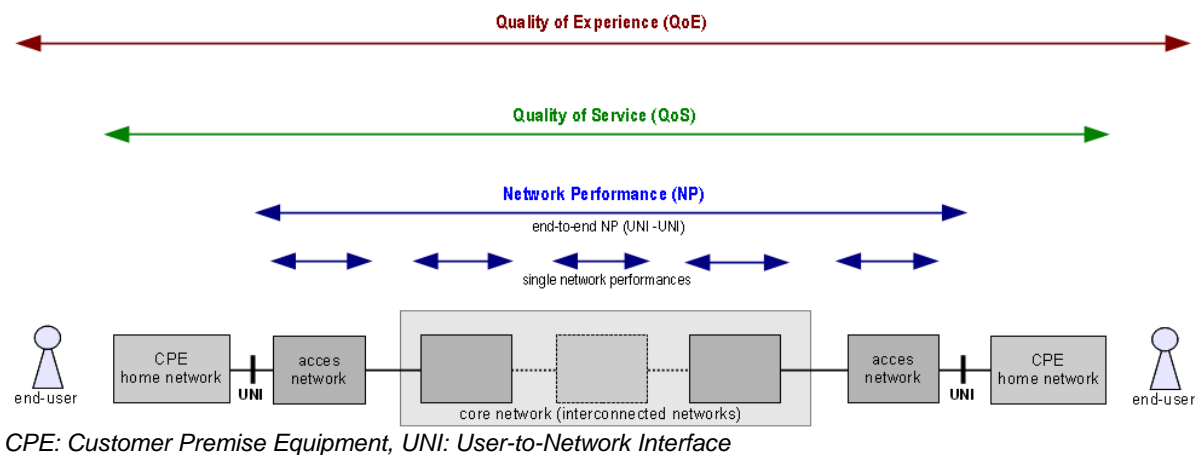 Quality of Experience (QoE)
Quality of Service (QoS)
Network Performance (NP)
end-to-end NP (UNI -UNI)
single network performances
CPE
home network
UNI
acces
network
core network (interconnected networks)
acces
network
UNI
CPE
home network
end-user
end-user
CPE: Customer Premise Equipment, UNI: User-to-Network Interface